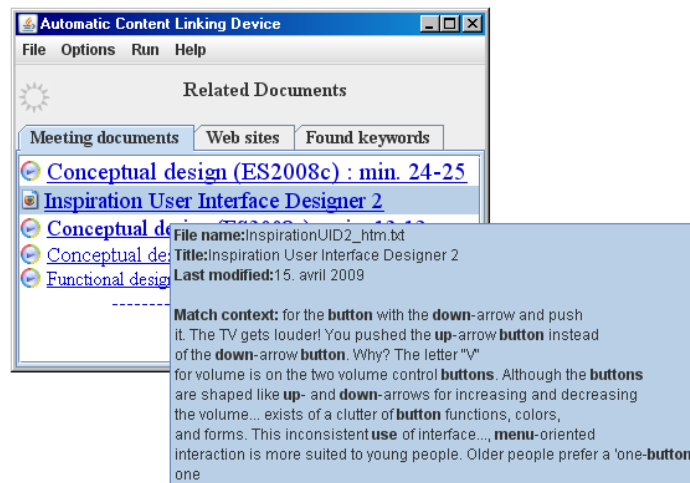 Automatic Content Linking Device
File Options Run Help
Related Documents
Meeting documents Web sites Found keywords
Conceptual design (ES2008c) : min. 24-25
Inspiration User Interface Designer 2
Conceptual de
Conceptual de
Functional desig
----------
File name:InspirationUID2_htm.txt
Title:Inspiration User Interface Designer 2
Last modified:15. avril 2009
Match context: for the button with the down-arrow and push
it. The TV gets louder! You pushed the up-arrow button instead
of the down-arrow button. Why? The letter "V"
for volume is on the two volume control buttons. Although the buttons
are shaped like up- and down-arrows for increasing and decreasing
the volume... exists of a clutter of button functions, colors,
and forms. This inconsistent use of interface..., menu-oriented
interaction is more suited to young people. Older people prefer a 'one-button
one